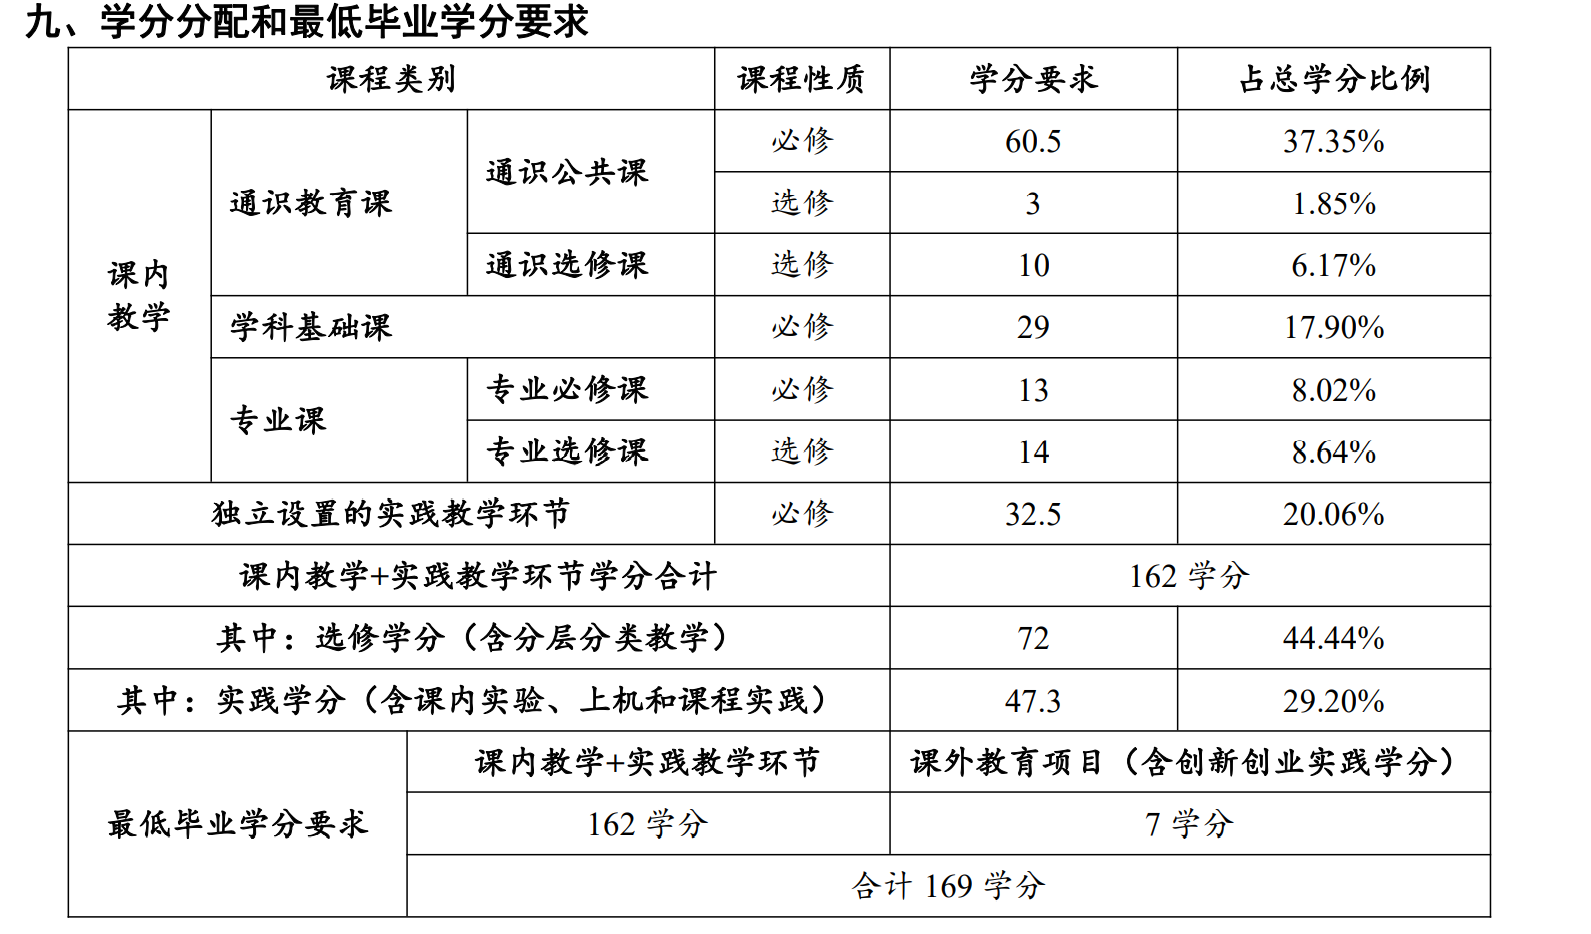 九、学分分配和最低毕业学分要求
课程类别 课程性质 学分要求 占总学分比例
课内教学 通识教育课 通识公共课 必修 60.5 37.35%
选修 3 1.85%
通识选修课 选修 10 6.17%
学科基础课 必修 29 17.90%
专业课 专业必修课 必修 13 8.02%
专业选修课 选修 14 8.64%
独立设置的实践教学环节 必修 32.5 20.06%
课内教学+实践教学环节学分合计 162 学分
其中：选修学分（含分层分类教学） 72 44.44%
其中：实践学分（含课内实验、上机和课程实践） 47.3 29.20%
最低毕业学分要求 课内教学+实践教学环节 课外教育项目（含创新创业实践学分）
162 学分 7 学分
合计 169 学分